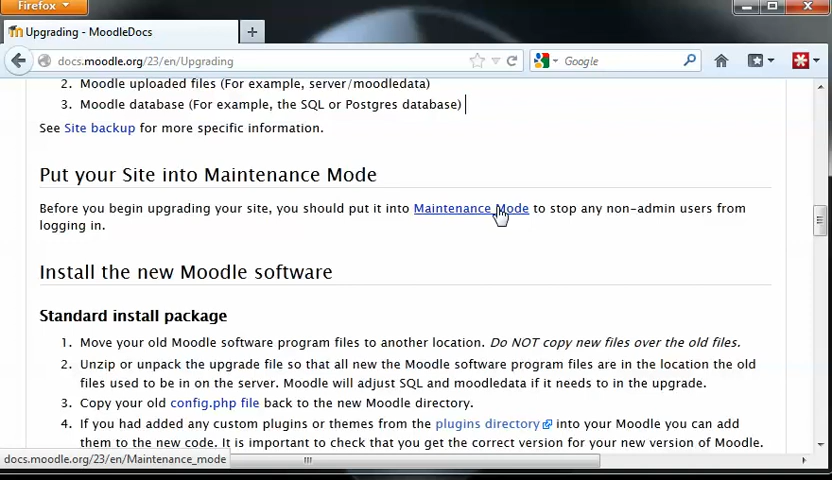 Firefox
Upgrading - MoodleDocs
docs.moodle.org/23/en/Upgrading
Google
2. Moodle uploaded files (For example, server/moodledata)
3. Moodle database (For example, the SQL or Postgres database)
See Site backup for more specific information.
Put your Site into Maintenance Mode
Before you begin upgrading your site, you should put it into Maintenance Mode to stop any non-admin users from
logging in.
Install the new Moodle software
Standard install package
1. Move your old Moodle software program files to another location. Do NOT copy new files over the old files.
2. Unzip or unpack the upgrade file so that all new the Moodle software program files are in the location the old
files used to be in on the server. Moodle will adjust SQL and moodledata if it needs to in the upgrade.
3. Copy your old config.php file back to the new Moodle directory.
4. If you had added any custom plugins or themes from the plugins directory into your Moodle you can add
them to the new code. It is important to check that you get the correct version for your new version of Moodle.
docs.moodle.org/23/en/Maintenance_mode